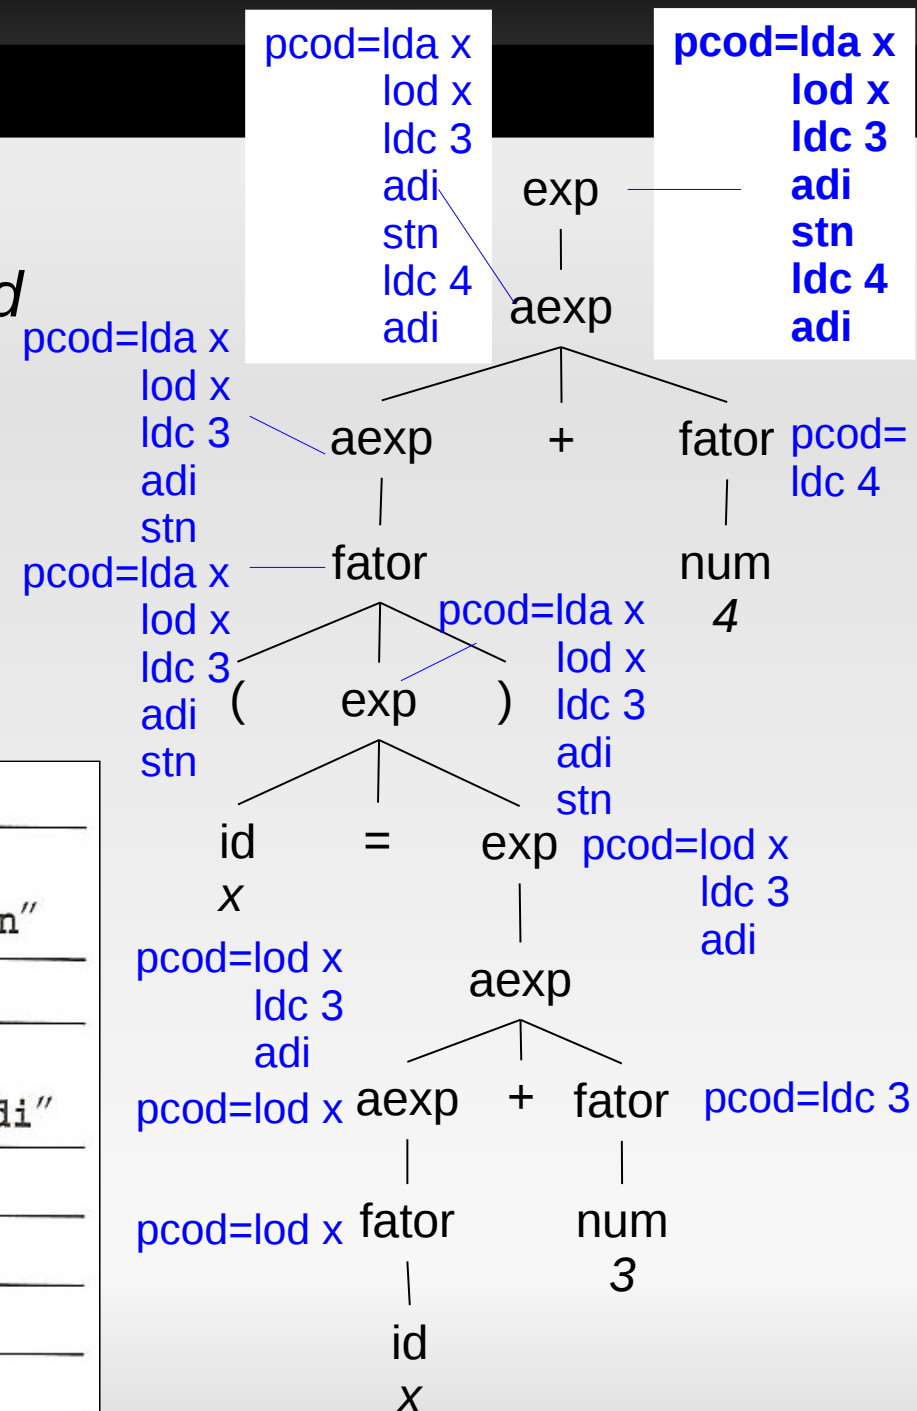 pcod=lda x
lod x
ldc 3
adi
stn
ldc 4
adi
pcod=lda x
lod x
ldc 3
adi
stn
ldc 4
adi
exp
aexp
d
pcod=lda x
lod x
ldc 3
adi
stn
aexp
+
fator
pcod=
ldc 4
pcod=lda x
lod x
ldc 3
adi
stn
fator
num
4
pcod=lda x
lod x
ldc 3
adi
stn
(
exp
)
id
x
=
exp
pcod=lod x
ldc 3
adi
n"
pcod=lod x
ldc 3
adi
aexp
di"
pcod=lod x
aexp
+
fator
pcod=ldc 3
pcod=lod x
fator
num
3
id
x